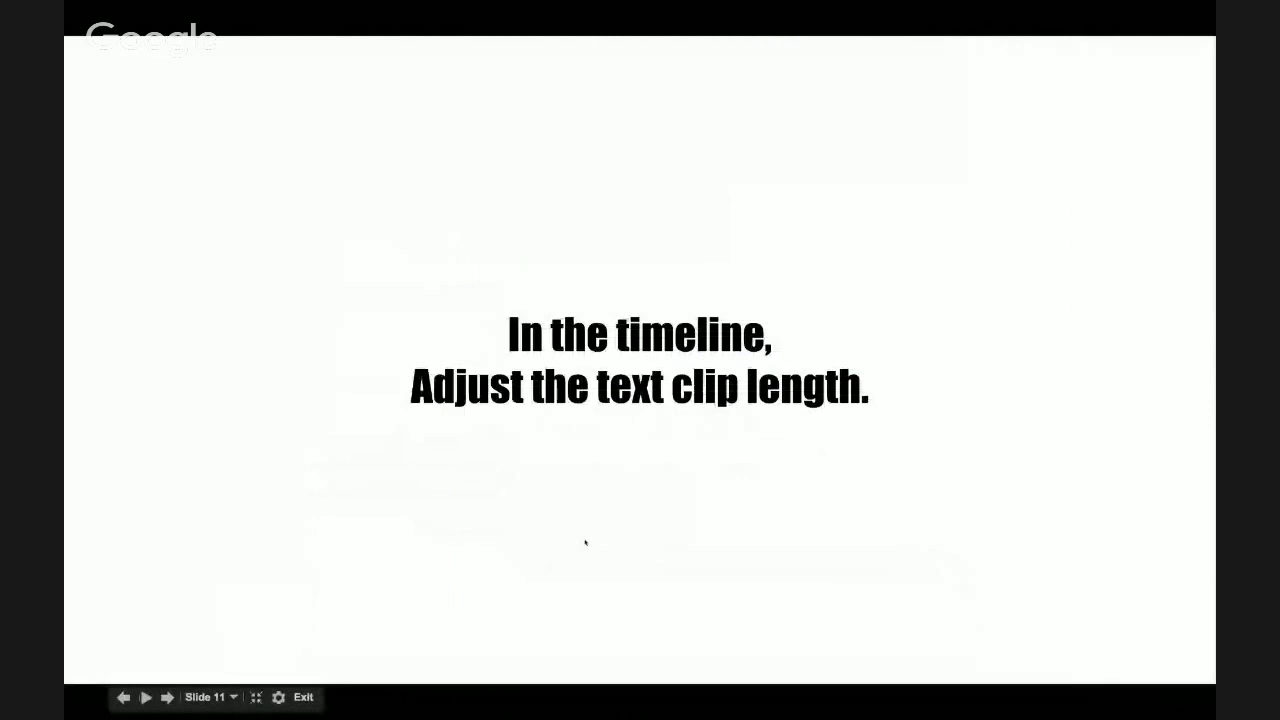 Google
In the timeline,
Adjust the text clip length.
Slide 11
Exit